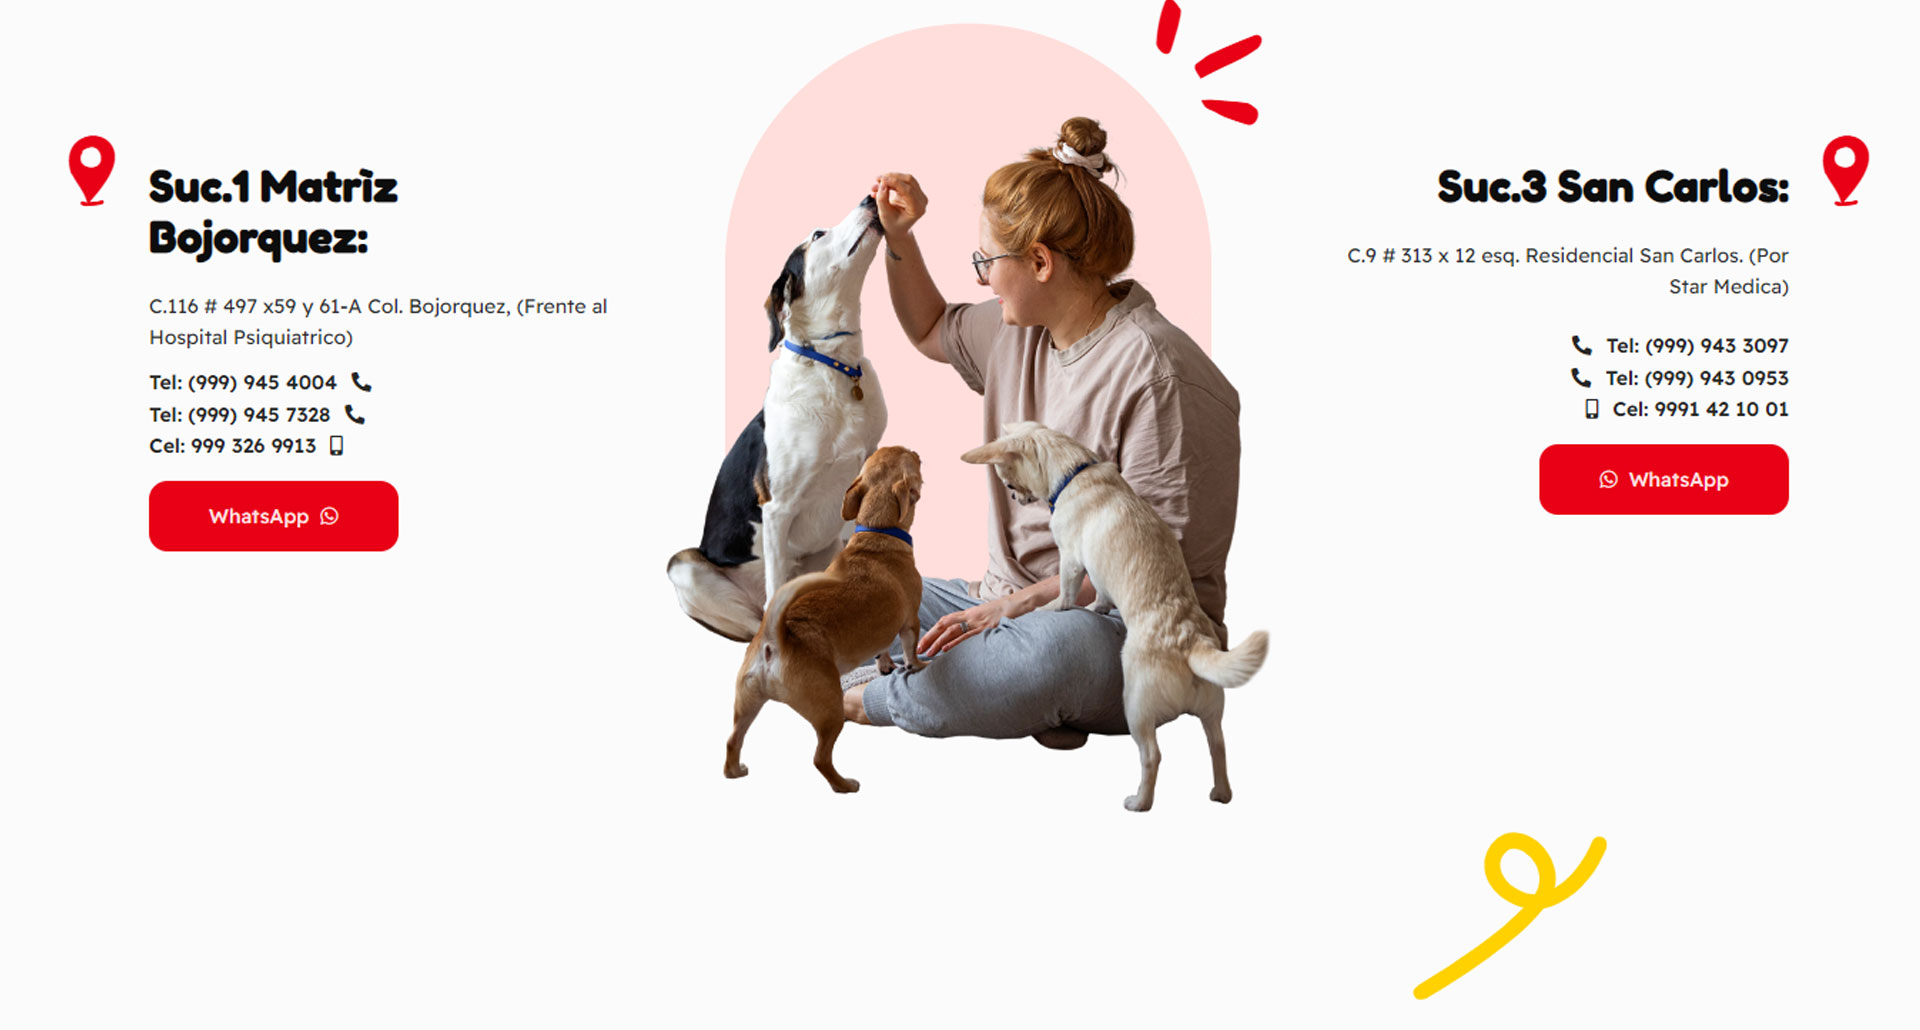 Suc.1 Matrìz
Bojorquez:
C.116 # 497 x59 y 61-A Col. Bojorquez, (Frente al
Hospital Psiquiatrico)
Tel: (999) 945 4004
Tel: (999) 945 7328
Cel: 999 326 9913
WhatsApp
Suc.3 San Carlos:
C.9 # 313 x 12 esq. Residencial San Carlos. (Por
Star Medica)
Tel: (999) 943 3097
Tel: (999) 943 0953
Cel: 9991 42 10 01
WhatsApp